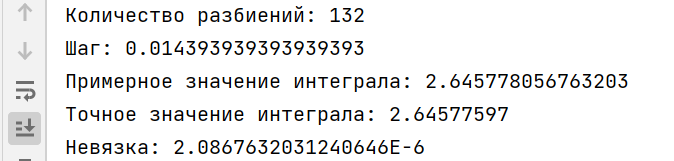 Количество разбиений: 132
Шаг: 0.014393939393939393
Примерное значение интеграла: 2.645778056763203
Точное значение интеграла: 2.64577597
Невязка: 2.0867632031240646E-6